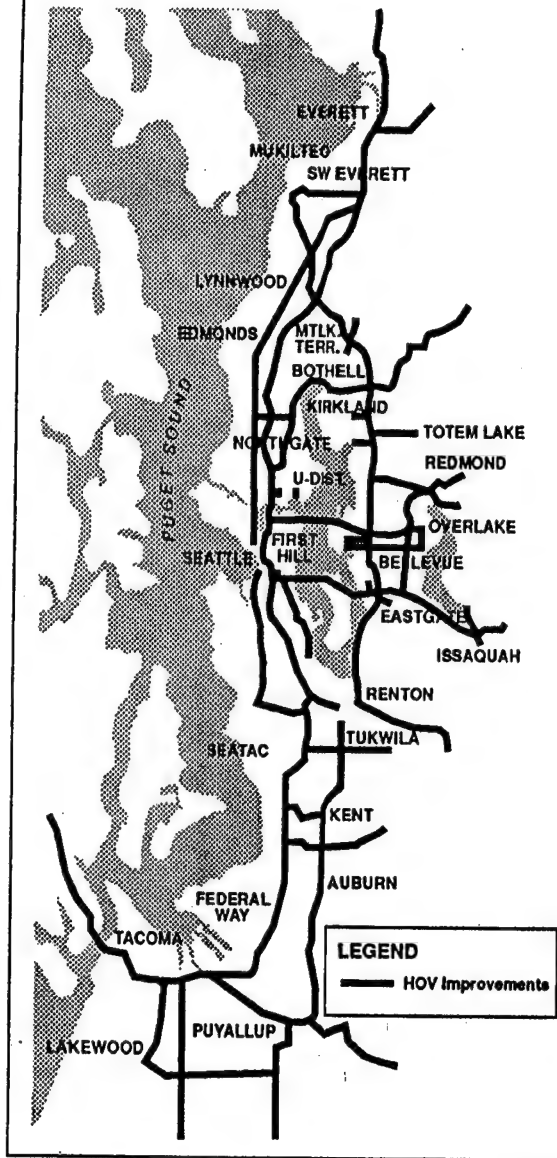 EVERETT
MUKILTEO
SW EVERETT
LYNNWOOD
EDMONDS
MTLK.
TERR.
BOTHELL
KIRKLAND
NORTHGATE
TOTEM LAKE
REDMOND
U-DIST.
PUGET SOUND
OVERLAKE
FIRST
HILL
SEATTLE
BELLEVUE
EASTGATE
ISSAQUAH
RENTON
TUKWILA
SEATAC
KENT
AUBURN
FEDERAL
WAY
TACOMA
LEGEND
HOV Improvements
PUYALLUP
LAKEWOOD